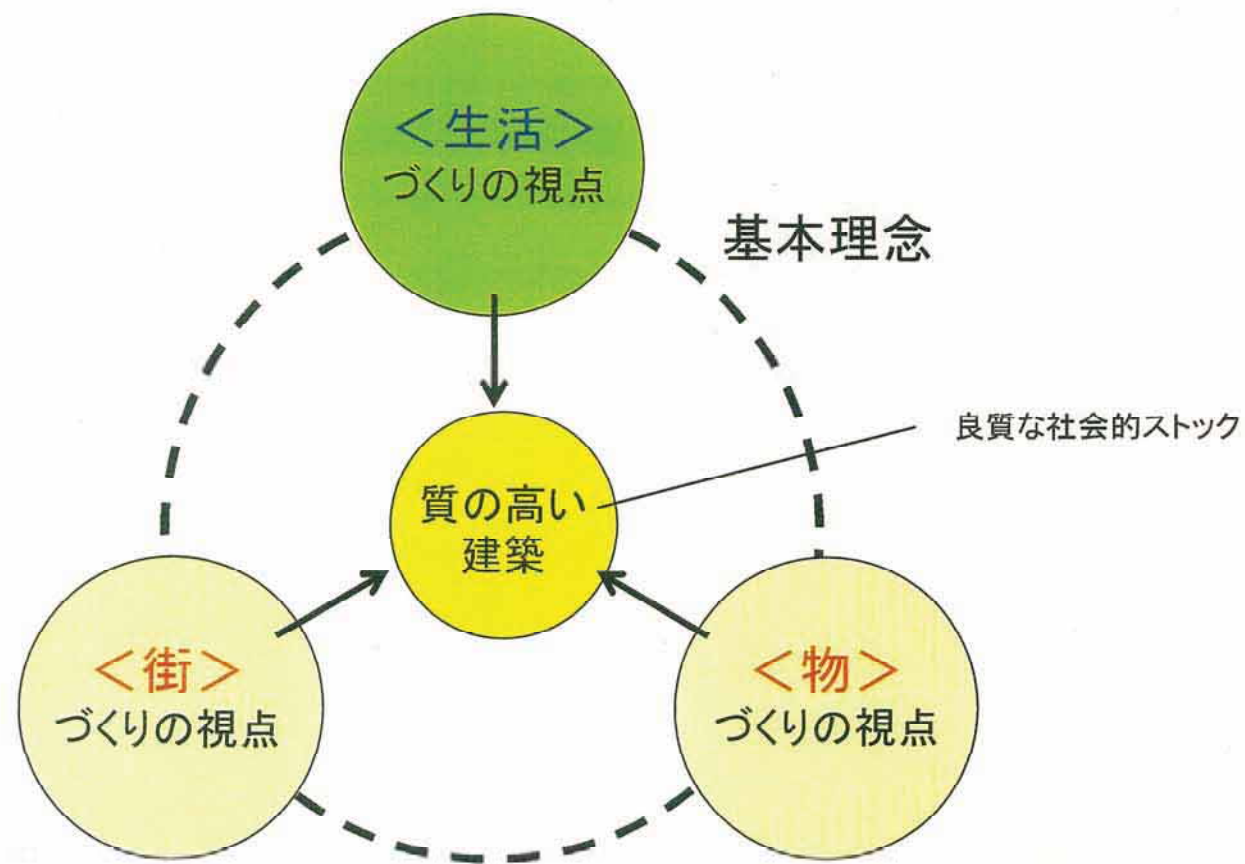 ＜生活＞
づくりの視点
基本理念
良質な社会的ストック
質の高い
建築
＜街＞
づくりの視点
＜物＞
づくりの視点